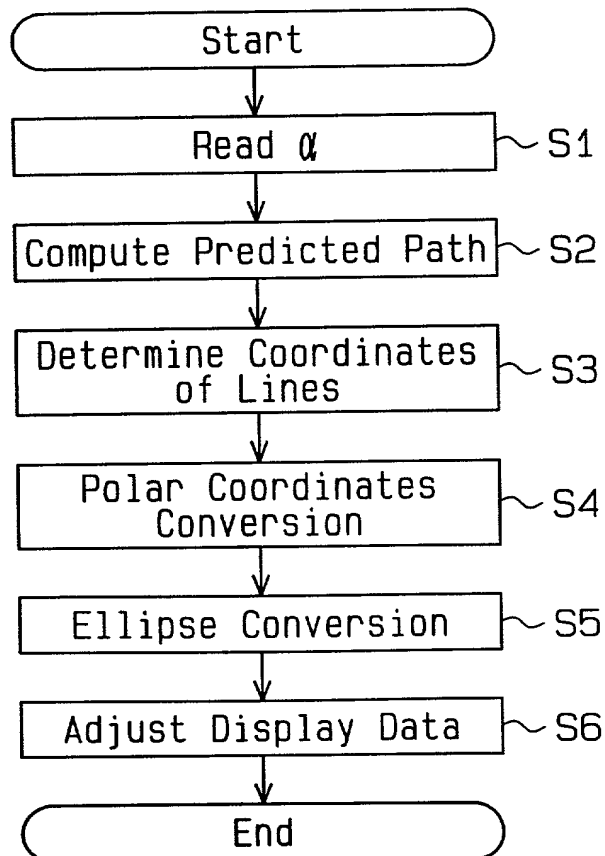 Start
Read α
S1
Compute Predicted Path
S2
Determine Coordinates
of Lines
S3
Polar Coordinates
Conversion
S4
Ellipse Conversion
S5
Adjust Display Data
S6
End